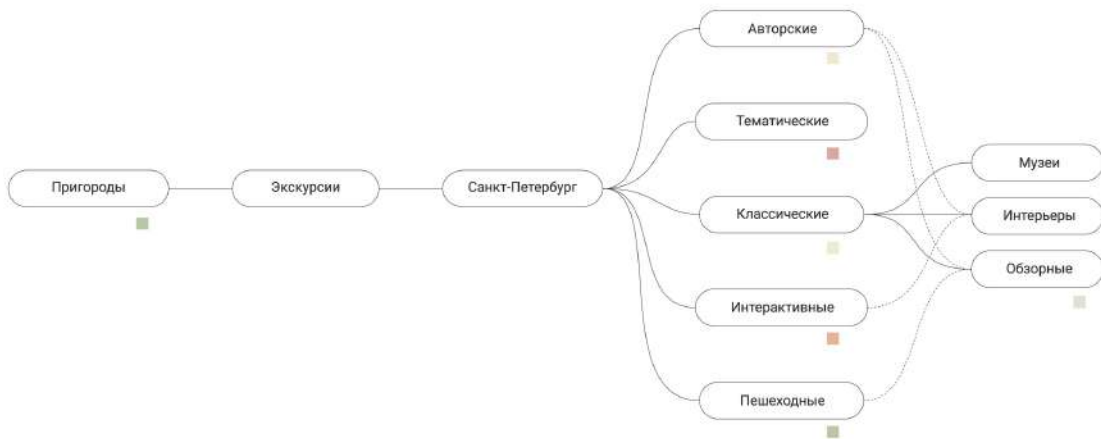 Пригороды
Экскурсии
Санкт-Петербург
Авторские
Тематические
Классические
Интерактивные
Пешеходные
Музеи
Интерьеры
Обзорные